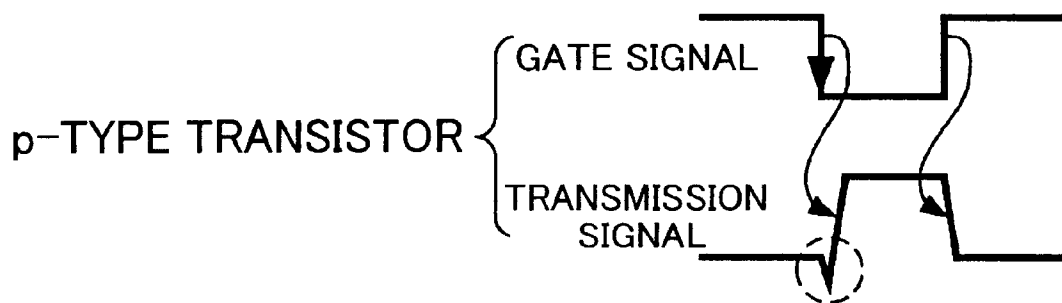 GATE SIGNAL
p-TYPE TRANSISTOR
TRANSMISSION
SIGNAL